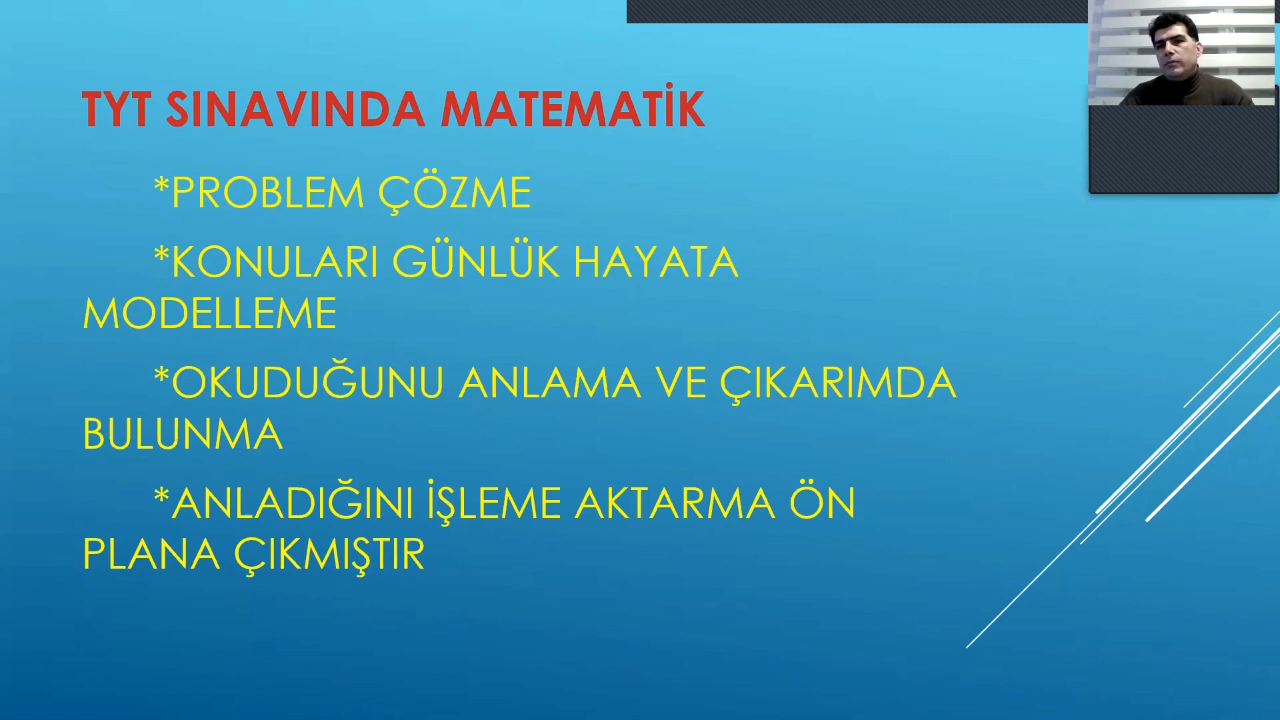 TYT SINAVINDA MATEMATİK
*PROBLEM ÇÖZME
*KONULARI GÜNLÜK HAYATA
MODELLEME
*OKUDUĞUNU ANLAMA VE ÇIKARIMDA
BULUNMA
*ANLADIĞINI İŞLEME AKTARMA ÖN
PLANA ÇIKMIŞTIR